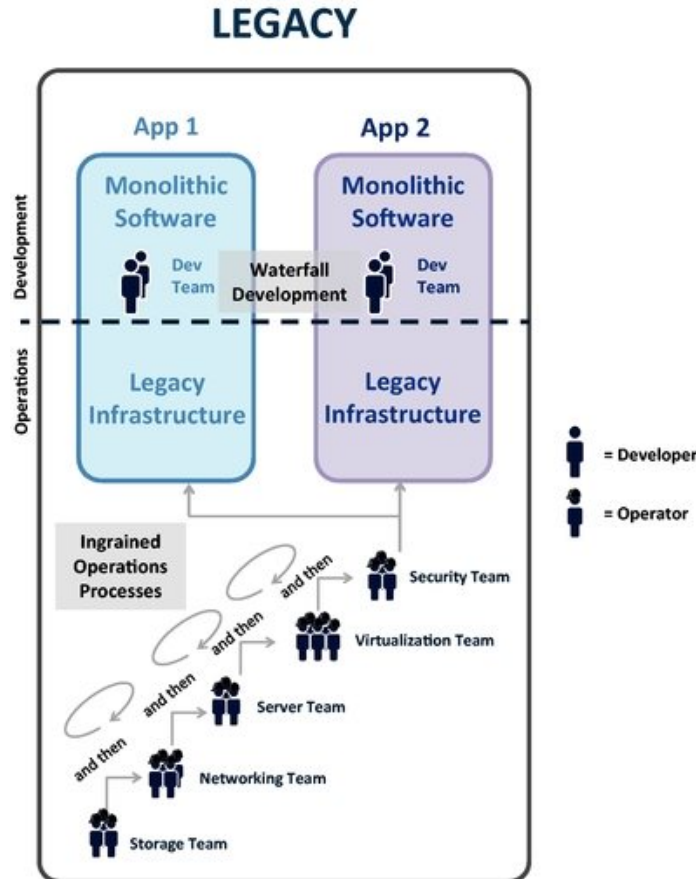 LEGACY
App 1
App 2
Monolithic
Software
Monolithic
Software
Dev
Team
Waterfall
Development
Dev
Team
Development
Operations
Legacy
Infrastructure
Legacy
Infrastructure
= Developer
= Operator
Ingrained
Operations
Processes
and then
Security Team
and then
Virtualization Team
and then
Server Team
and then
Networking Team
Storage Team